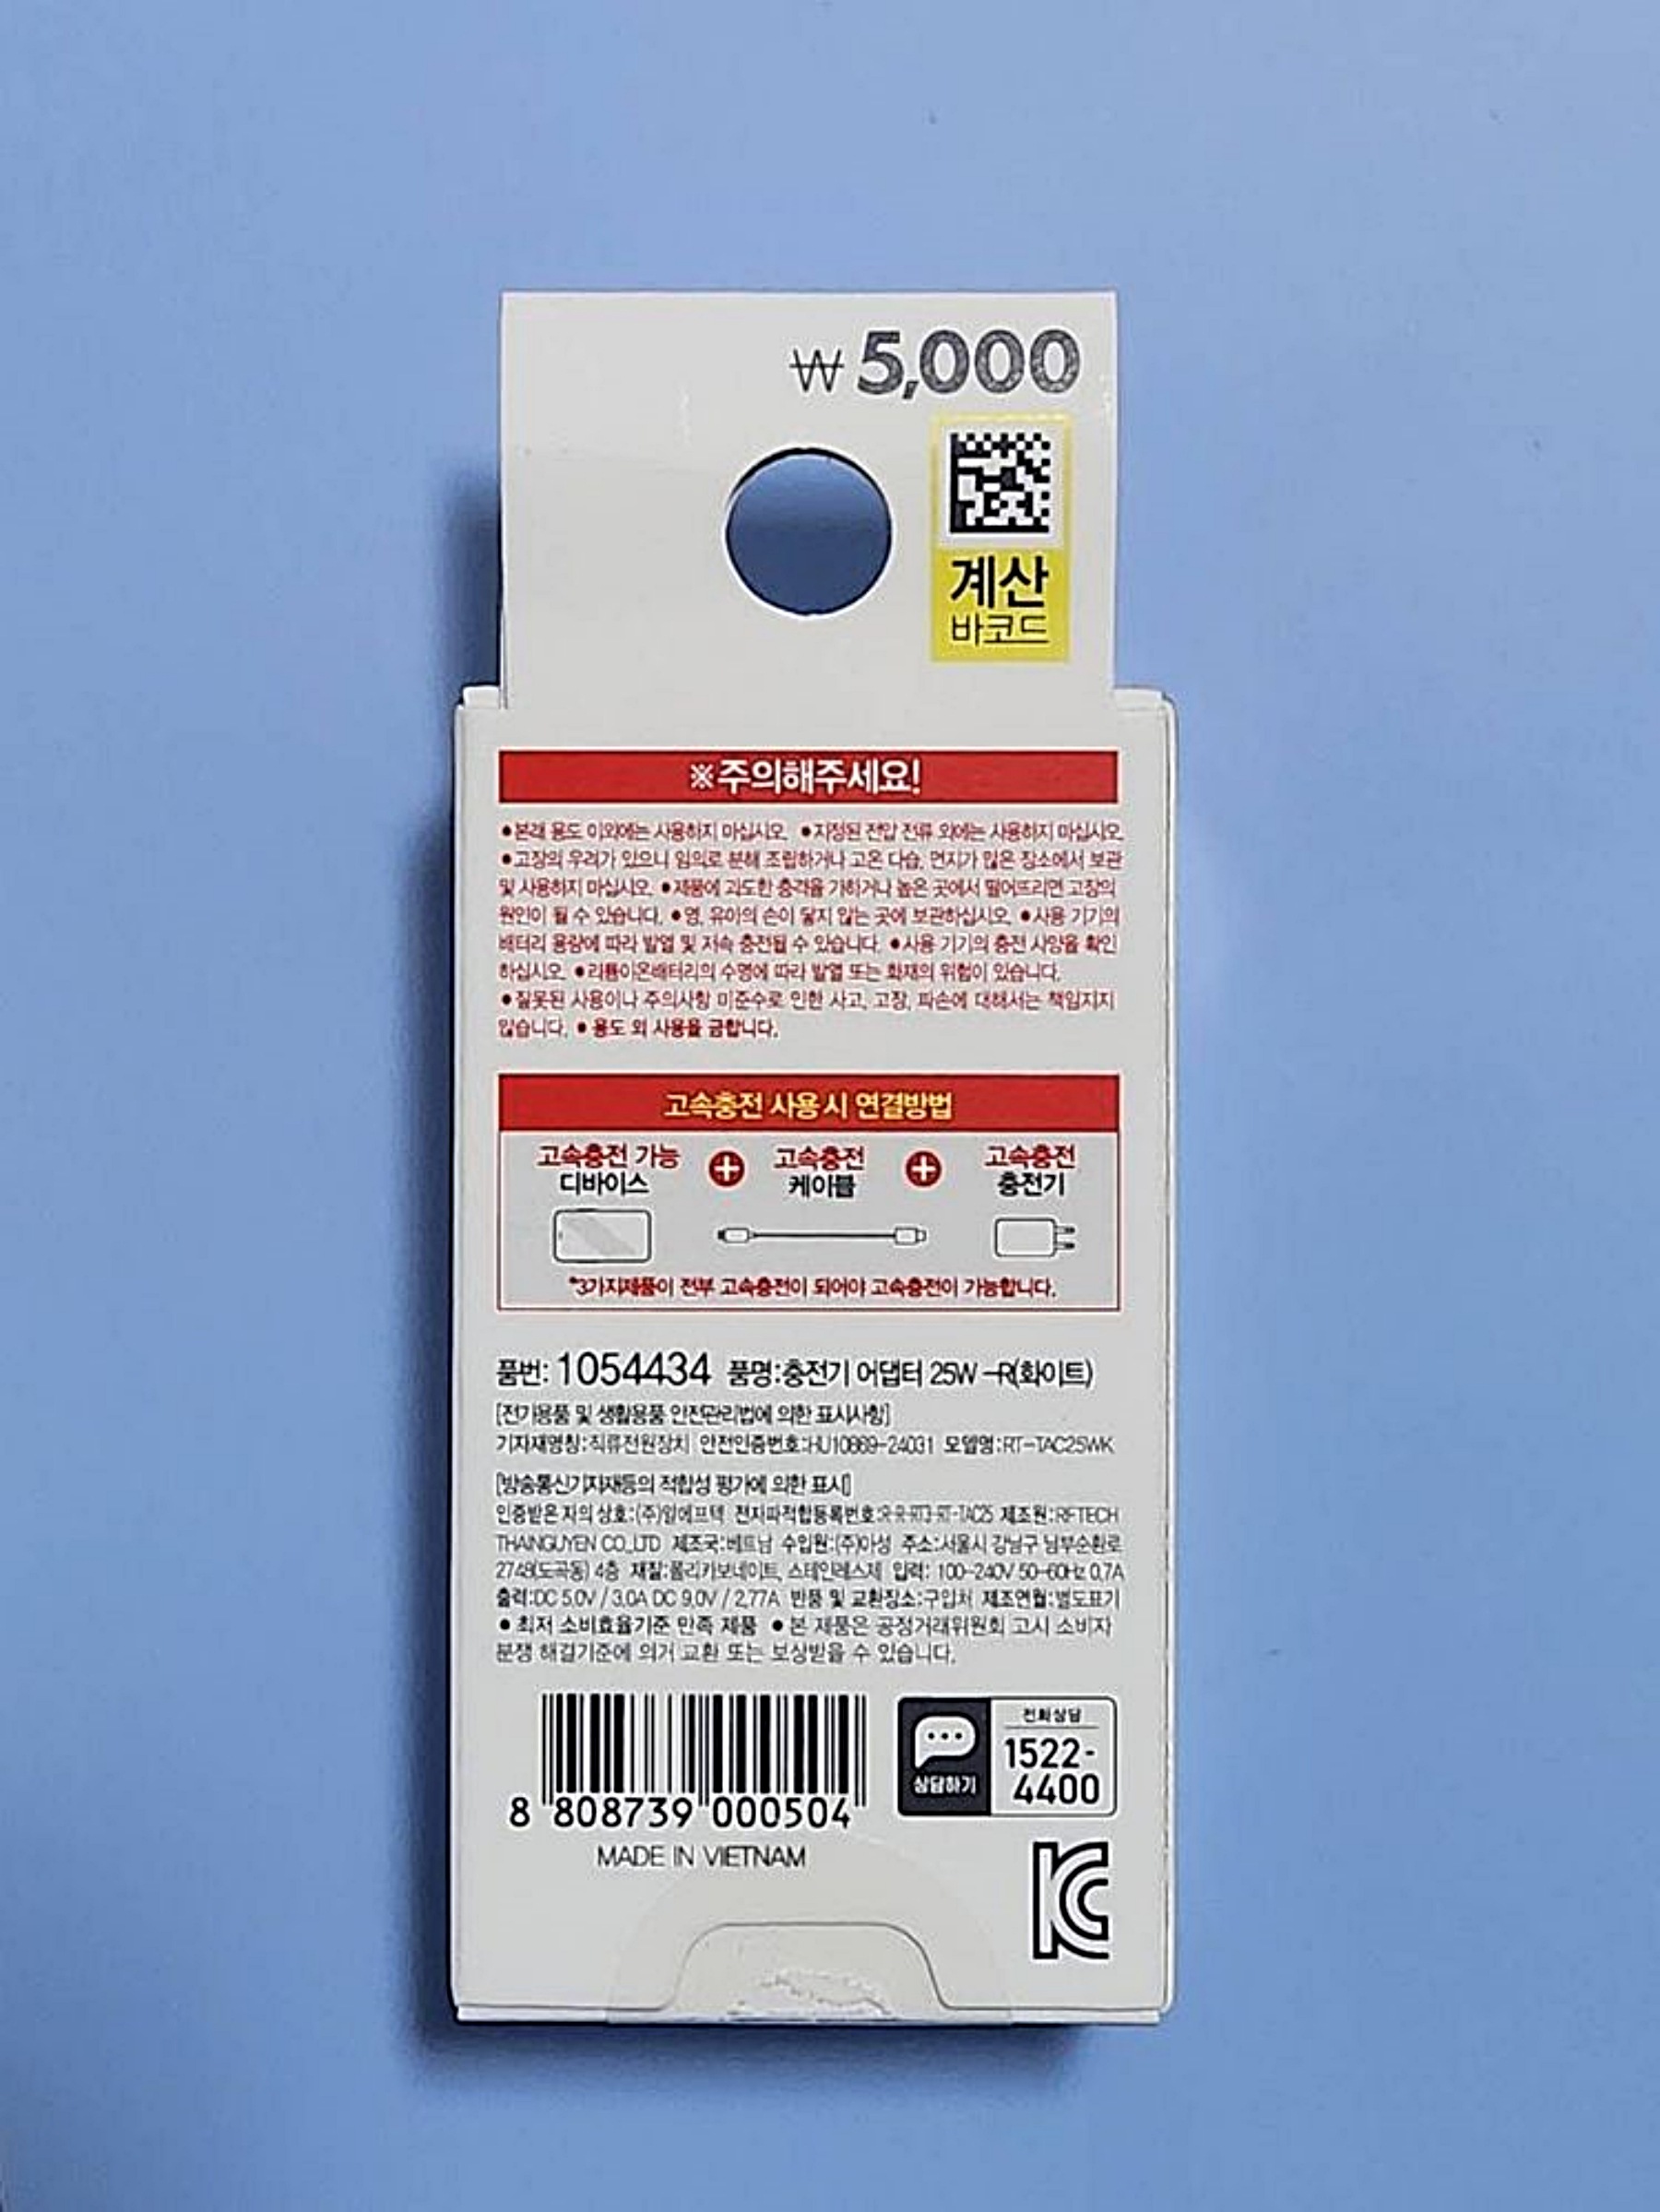 ₩5,000
계산
바코드
※주의해주세요!
●본래 용도 이외에는 사용하지 마십시오. ●지정된 전압 전류 외에는 사용하지 마십시오.
●고장의 우려가 있으니 임의로 분해 조립하거나 고온 다습, 먼지가 많은 장소에서 보관
및 사용하지 마십시오. ●제품에 과도한 충격을 가하거나 높은 곳에서 떨어뜨리면 고장의
원인이 될 수 있습니다. ●영, 유아의 손이 닿지 않는 곳에 보관하십시오. ●사용 기기의
배터리 용량에 따라 발열 및 저속 충전될 수 있습니다. ●사용 기기의 충전 사양을 확인
하십시오. ●리튬이온배터리의 수명에 따라 발열 또는 화재의 위험이 있습니다.
●잘못된 사용이나 주의사항 미준수로 인한 사고, 고장, 파손에 대해서는 책임지지
않습니다. ●용도 외 사용을 금합니다.
고속충전 사용 시 연결방법
고속충전 가능 고속충전 고속충전
디바이스 케이블 충전기
*3가지제품이 전부 고속충전이 되어야 고속충전이 가능합니다.
품번: 1054434 품명:충전기 어댑터 25W –R(화이트)
[전기용품 및 생활용품 안전관리법에 의한 표시사항]
기자재명칭:직류전원장치 안전인증번호:HU10869-24031 모델명:RT-TAC25WK
[방송통신기자재등의 적합성 평가에 의한 표시]
인증받은 자의 상호:(주)알에프텍 전자파적합등록번호:R-R-RT3-RT-TAC25 제조원:RFTECH
THAINGUYEN CO.,LTD 제조국:베트남 수입원:(주)아성 주소:서울시 강남구 남부순환로
2748(도곡동) 4층 재질:폴리카보네이트, 스테인레스제 입력: 100-240V 50-60Hz 0.7A
출력:DC 5.0V / 3.0A DC 9.0V / 2.77A 반품 및 교환장소:구입처 제조연월:별도표기
●최저 소비효율기준 만족 제품 ●본 제품은 공정거래위원회 고시 소비자
분쟁 해결기준에 의거 교환 또는 보상받을 수 있습니다.
8 808739 000504
MADE IN VIETNAM
상담하기
전화상담
1522-
4400